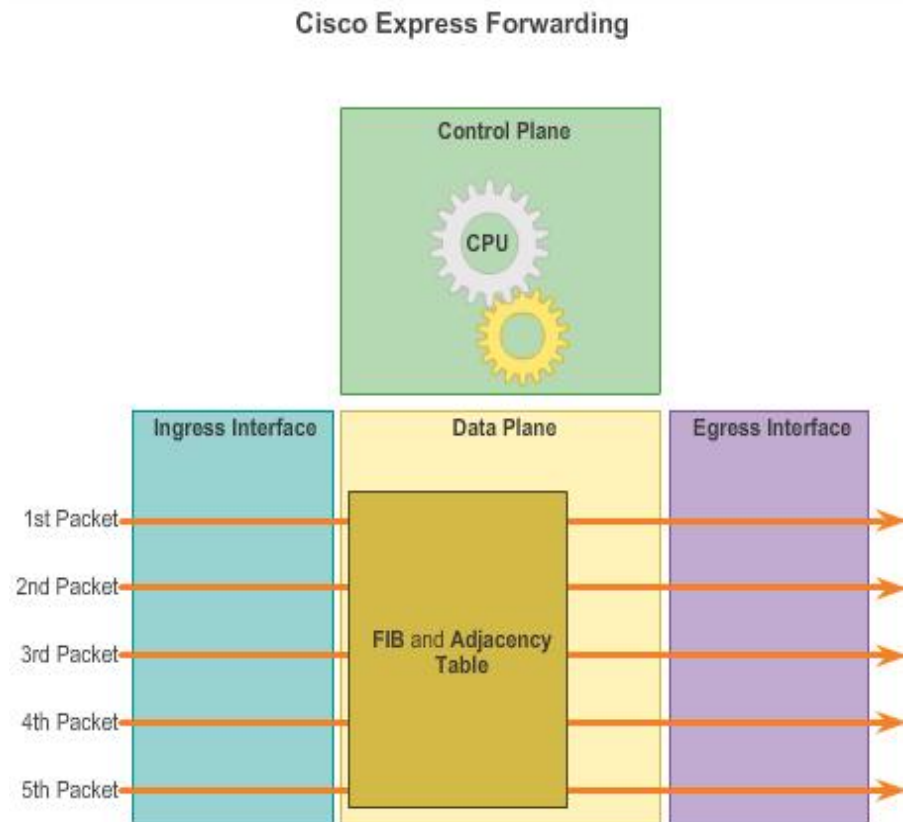 Cisco Express Forwarding
Control Plane
CPU
Ingress Interface
Data Plane
Egress Interface
1st Packet
2nd Packet
3rd Packet
FIB and Adjacency
Table
4th Packet
5th Packet